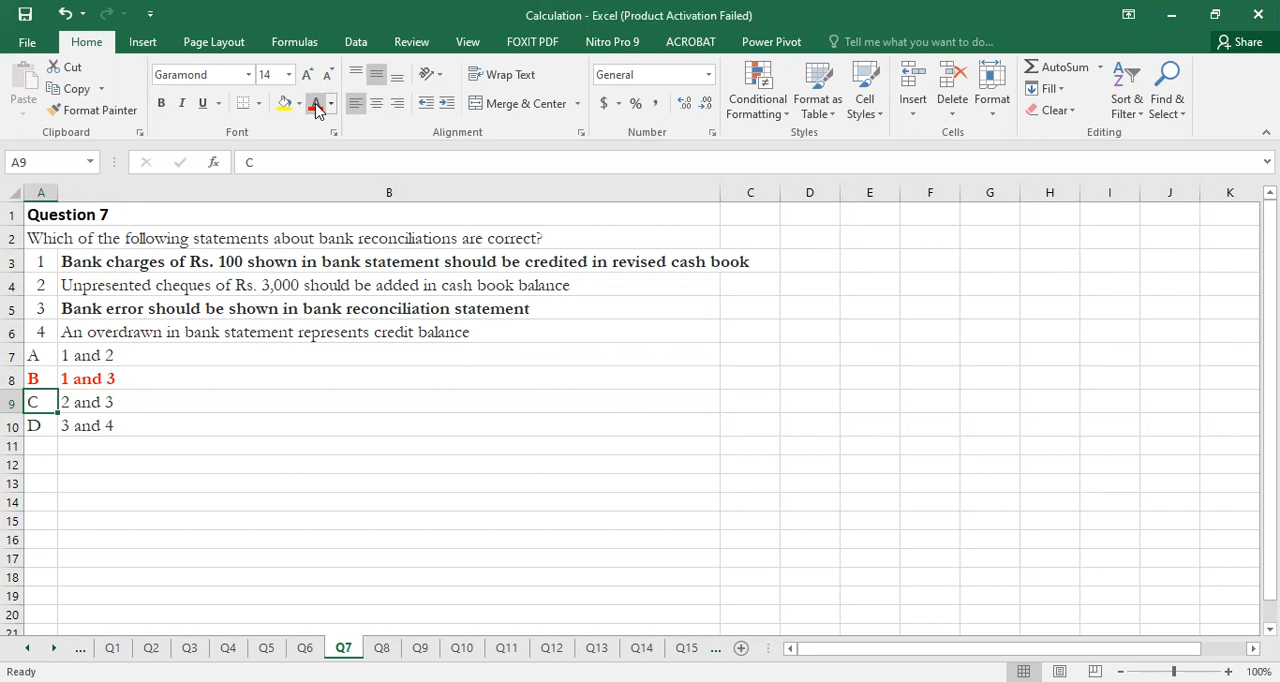 Calculation - Excel (Product Activation Failed)
File Home Insert Page Layout Formulas Data Review View FOXIT PDF Nitro Pro 9 ACROBAT Power Pivot Tell me what you want to do... Share
Paste Cut Copy Format Painter Clipboard
Garamond 14 B I U A Font
Wrap Text Merge & Center Alignment
General $ % , Number
Conditional Formatting Format as Table Cell Styles Styles
Insert Delete Format Cells
AutoSum Fill Clear Sort & Filter Find & Select Editing
A9 fx C
A B C D E F G H I J K
1 Question 7
2 Which of the following statements about bank reconciliations are correct?
3 1 Bank charges of Rs. 100 shown in bank statement should be credited in revised cash book
4 2 Unpresented cheques of Rs. 3,000 should be added in cash book balance
5 3 Bank error should be shown in bank reconciliation statement
6 4 An overdrawn in bank statement represents credit balance
7 A 1 and 2
8 B 1 and 3
9 C 2 and 3
10 D 3 and 4
11
12
13
14
15
16
17
18
19
20
21
... Q1 Q2 Q3 Q4 Q5 Q6 Q7 Q8 Q9 Q10 Q11 Q12 Q13 Q14 Q15 ...
Ready 100%